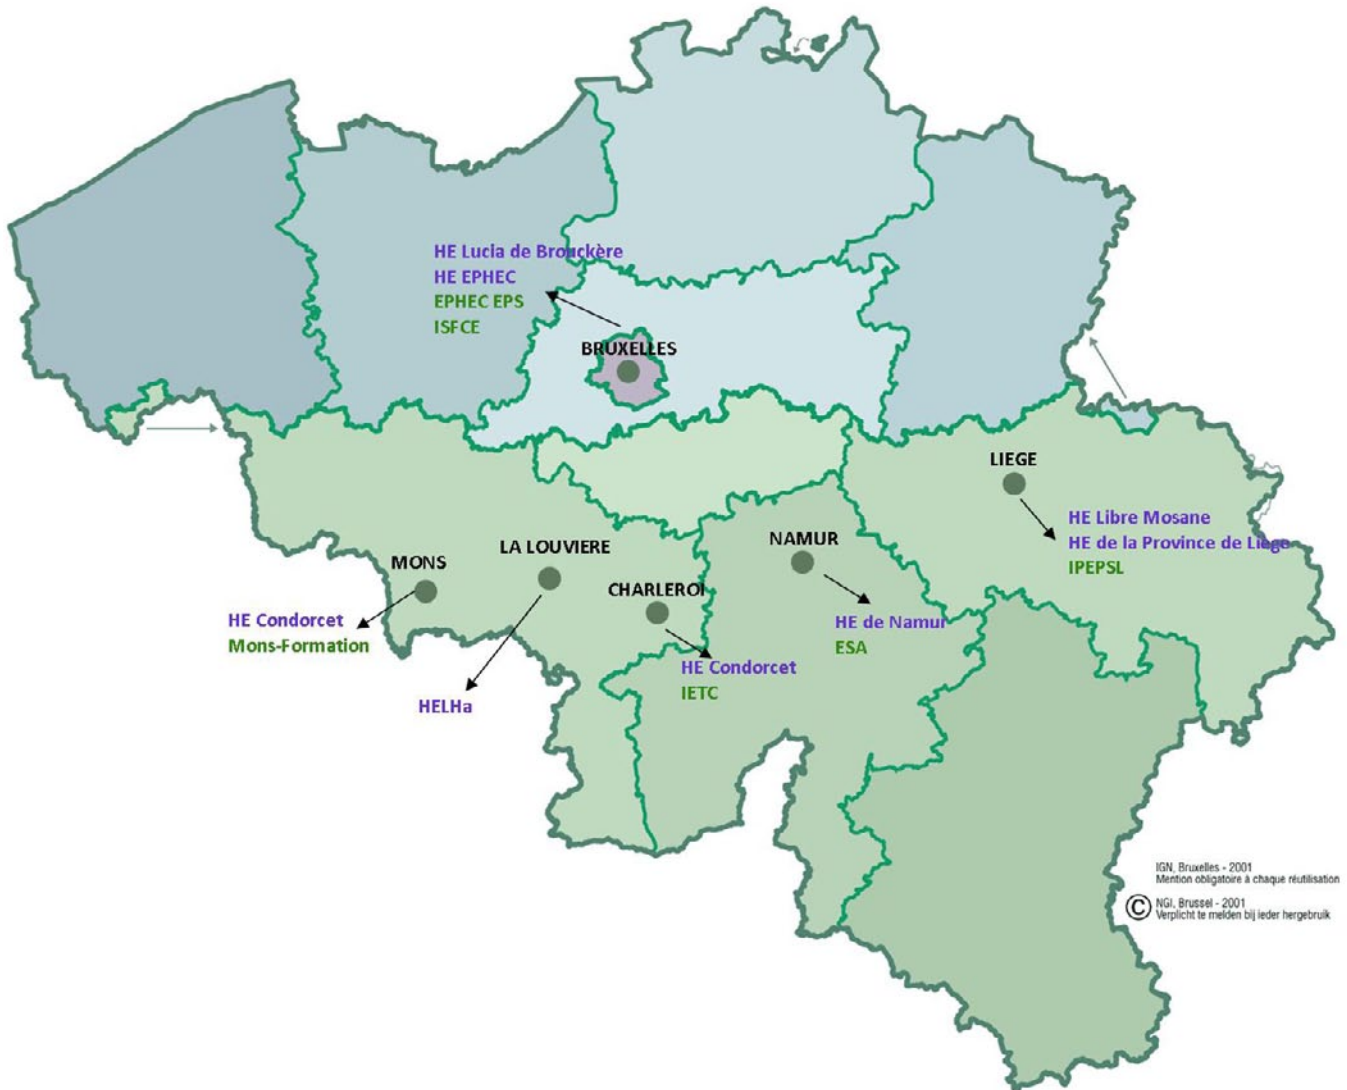 HE Lucia de Brouckère
HE EPHEC
EPHEC EPS
ISFCE
BRUXELLES
LIEGE
HE Libre Mosane
HE de la Province de Liège
IPEPSL
NAMUR
HE de Namur
ESA
LA LOUVIERE
HELHa
MONS
HE Condorcet
Mons-Formation
CHARLEROI
HE Condorcet
IETC
IGN, Bruxelles - 2001
Mention obligatoire à chaque réutilisation
© NGI, Brussel - 2001
Verplicht te melden bij ieder hergebruik